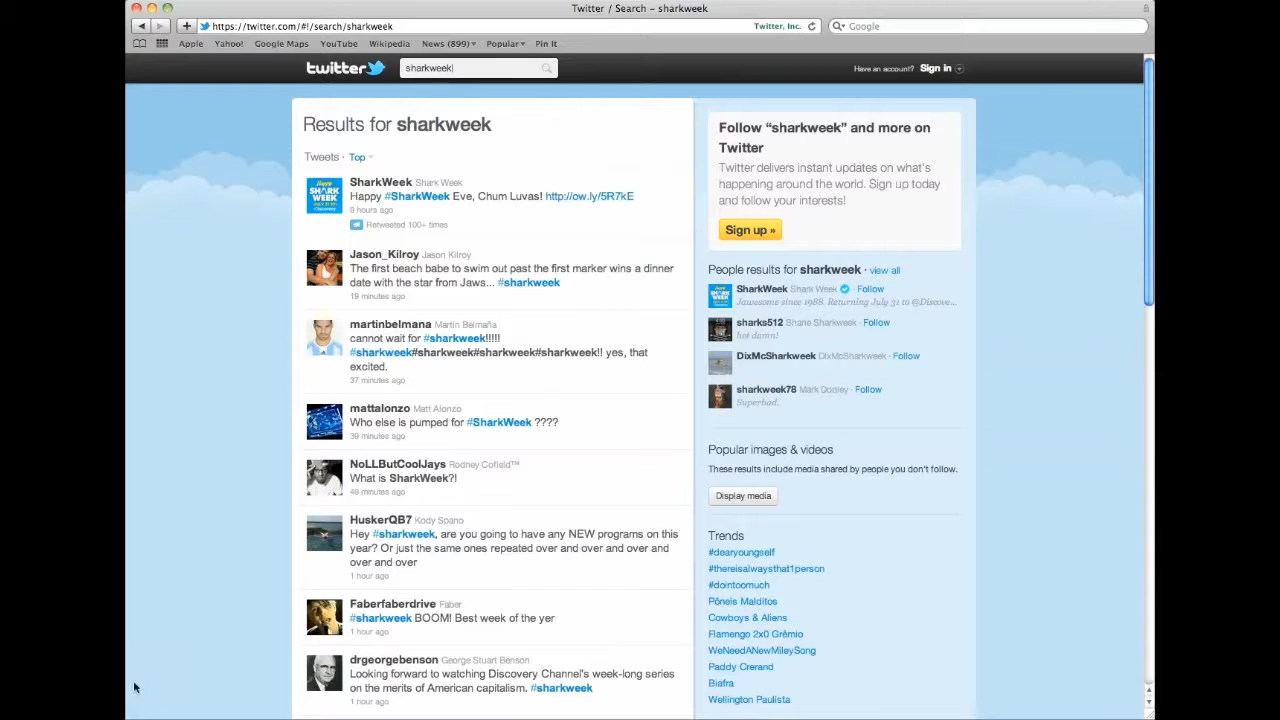 Twitter / Search – sharkweek
https://twitter.com/#!/search/sharkweek
Twitter, Inc.
Google
Apple Yahoo! Google Maps YouTube Wikipedia News (899) Popular Pin It
twitter
sharkweek
Have an account? Sign in
Results for sharkweek
Tweets · Top
SharkWeek Shark Week
Happy #SharkWeek Eve, Chum Luvas! http://ow.ly/5R7kE
9 hours ago
Retweeted 100+ times
Jason_Kilroy Jason Kilroy
The first beach babe to swim out past the first marker wins a dinner
date with the star from Jaws... #sharkweek
19 minutes ago
martinbelmana Martin Belmaña
cannot wait for #sharkweek!!!!!
#sharkweek#sharkweek#sharkweek#sharkweek!! yes, that
excited.
37 minutes ago
mattalonzo Matt Alonzo
Who else is pumped for #SharkWeek ????
39 minutes ago
NoLLButCoolJays Rodney Cofield™
What is SharkWeek?!
49 minutes ago
HuskerQB7 Kody Spano
Hey #sharkweek, are you going to have any NEW programs on this
year? Or just the same ones repeated over and over and over and
over and over
1 hour ago
Faberfaberdrive Faber
#sharkweek BOOM! Best week of the yer
1 hour ago
drgeorgebenson George Stuart Benson
Looking forward to watching Discovery Channel's week-long series
on the merits of American capitalism. #sharkweek
1 hour ago
Follow “sharkweek” and more on
Twitter
Twitter delivers instant updates on what's
happening around the world. Sign up today
and follow your interests!
Sign up »
People results for sharkweek · view all
SharkWeek Shark Week · Follow
Jawesome since 1988. Returning July 31 to @Discove...
sharks512 Shane Sharkweek · Follow
hot damn!
DixMcSharkweek DixMcSharkweek · Follow
sharkweek78 Mark Dooley · Follow
Superbad.
Popular images & videos
These results include media shared by people you don't follow.
Display media
Trends
#dearyoungself
#thereisalwaysthat1person
#dointoomuch
Pôneis Malditos
Cowboys & Aliens
Flamengo 2x0 Grêmio
WeNeedANewMileySong
Paddy Crerand
Biafra
Wellington Paulista